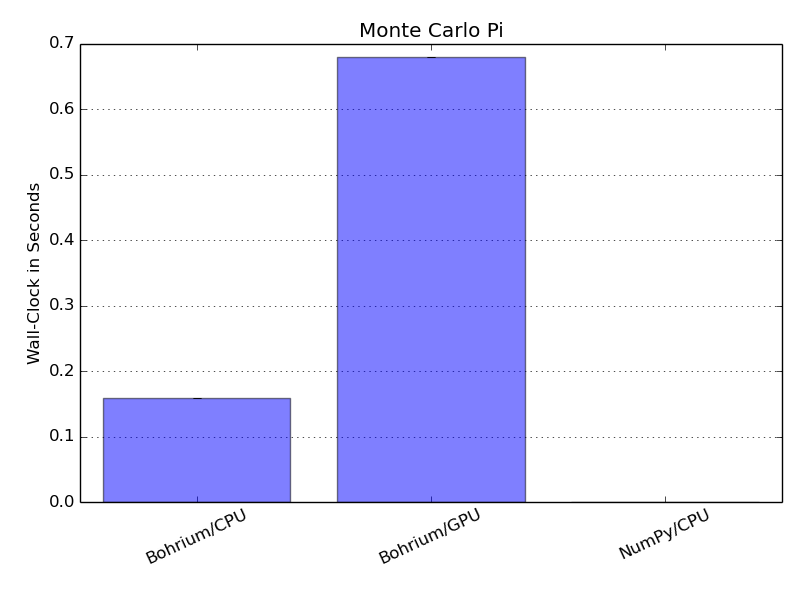 Monte Carlo Pi
Wall-Clock in Seconds
0.7
0.6
0.5
0.4
0.3
0.2
0.1
0.0
Bohrium/CPU
Bohrium/GPU
NumPy/CPU